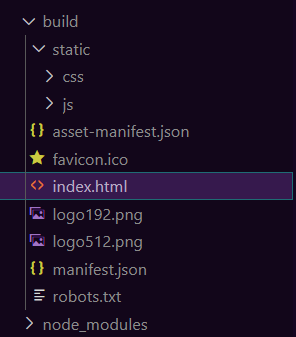 build
static
css
js
asset-manifest.json
favicon.ico
index.html
logo192.png
logo512.png
manifest.json
robots.txt
node_modules